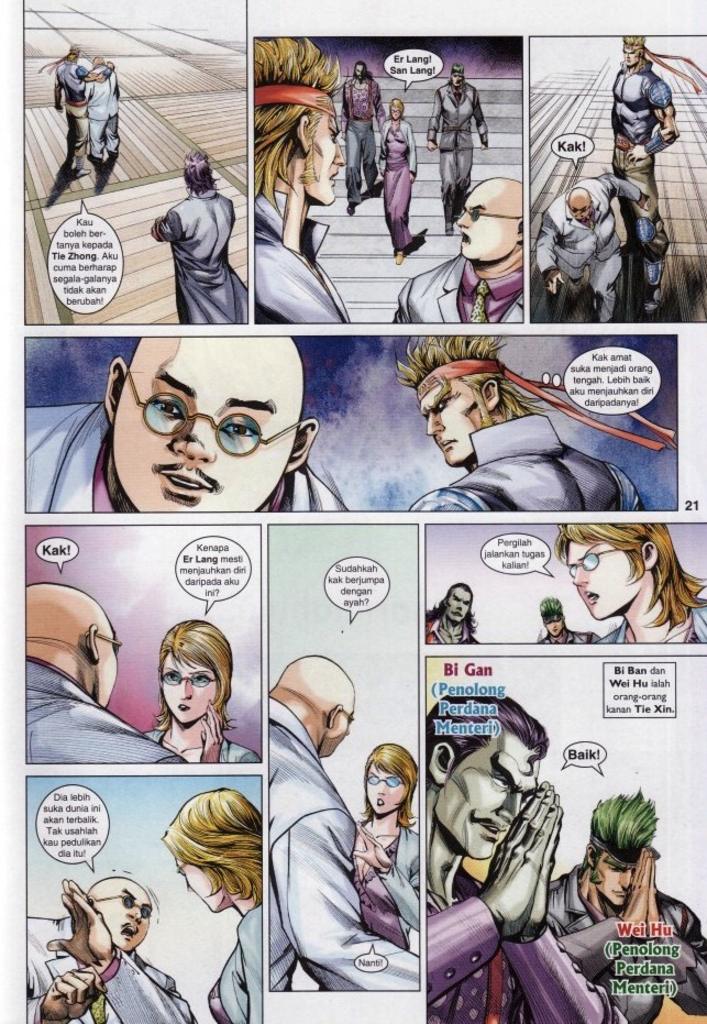 Kau
boleh ber-
tanya kepada
Tie Zhong. Aku
cuma berharap
segala-galanya
tidak akan
berubah!
Er Lang!
San Lang!
Kak!
Kak amat
suka menjadi orang
tengah. Lebih baik
aku menjauhkan diri
daripadanya!
21
Kak!
Kenapa
Er Lang mesti
menjauhkan diri
daripada aku
ini?
Dia lebih
suka dunia ini
akan terbalik.
Tak usahlah
kau pedulikan
dia itu!
Sudahkah
kak berjumpa
dengan
ayah?
Nanti!
Pergilah
jalankan tugas
kalian!
Bi Gan
(Penolong
Perdana
Menteri)
Bi Ban dan
Wei Hu ialah
orang-orang
kanan Tie Xin.
Baik!
Wei Hu
(Penolong
Perdana
Menteri)